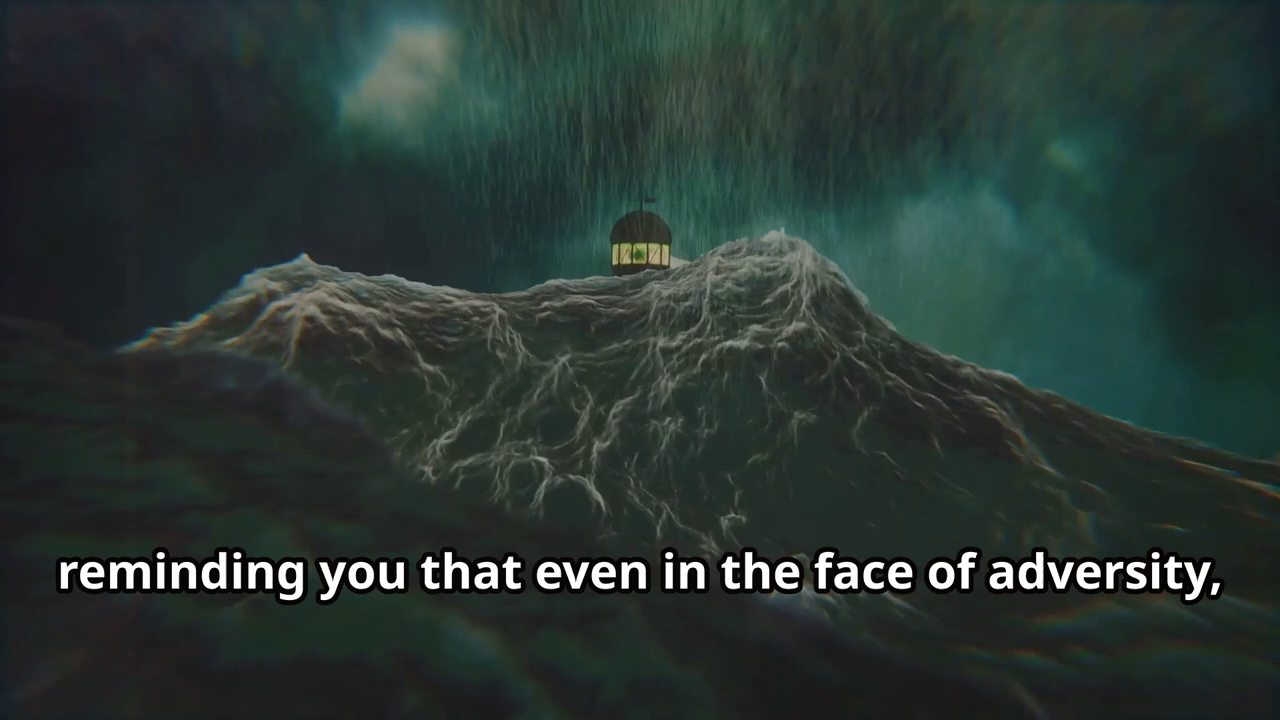 reminding you that even in the face of adversity,